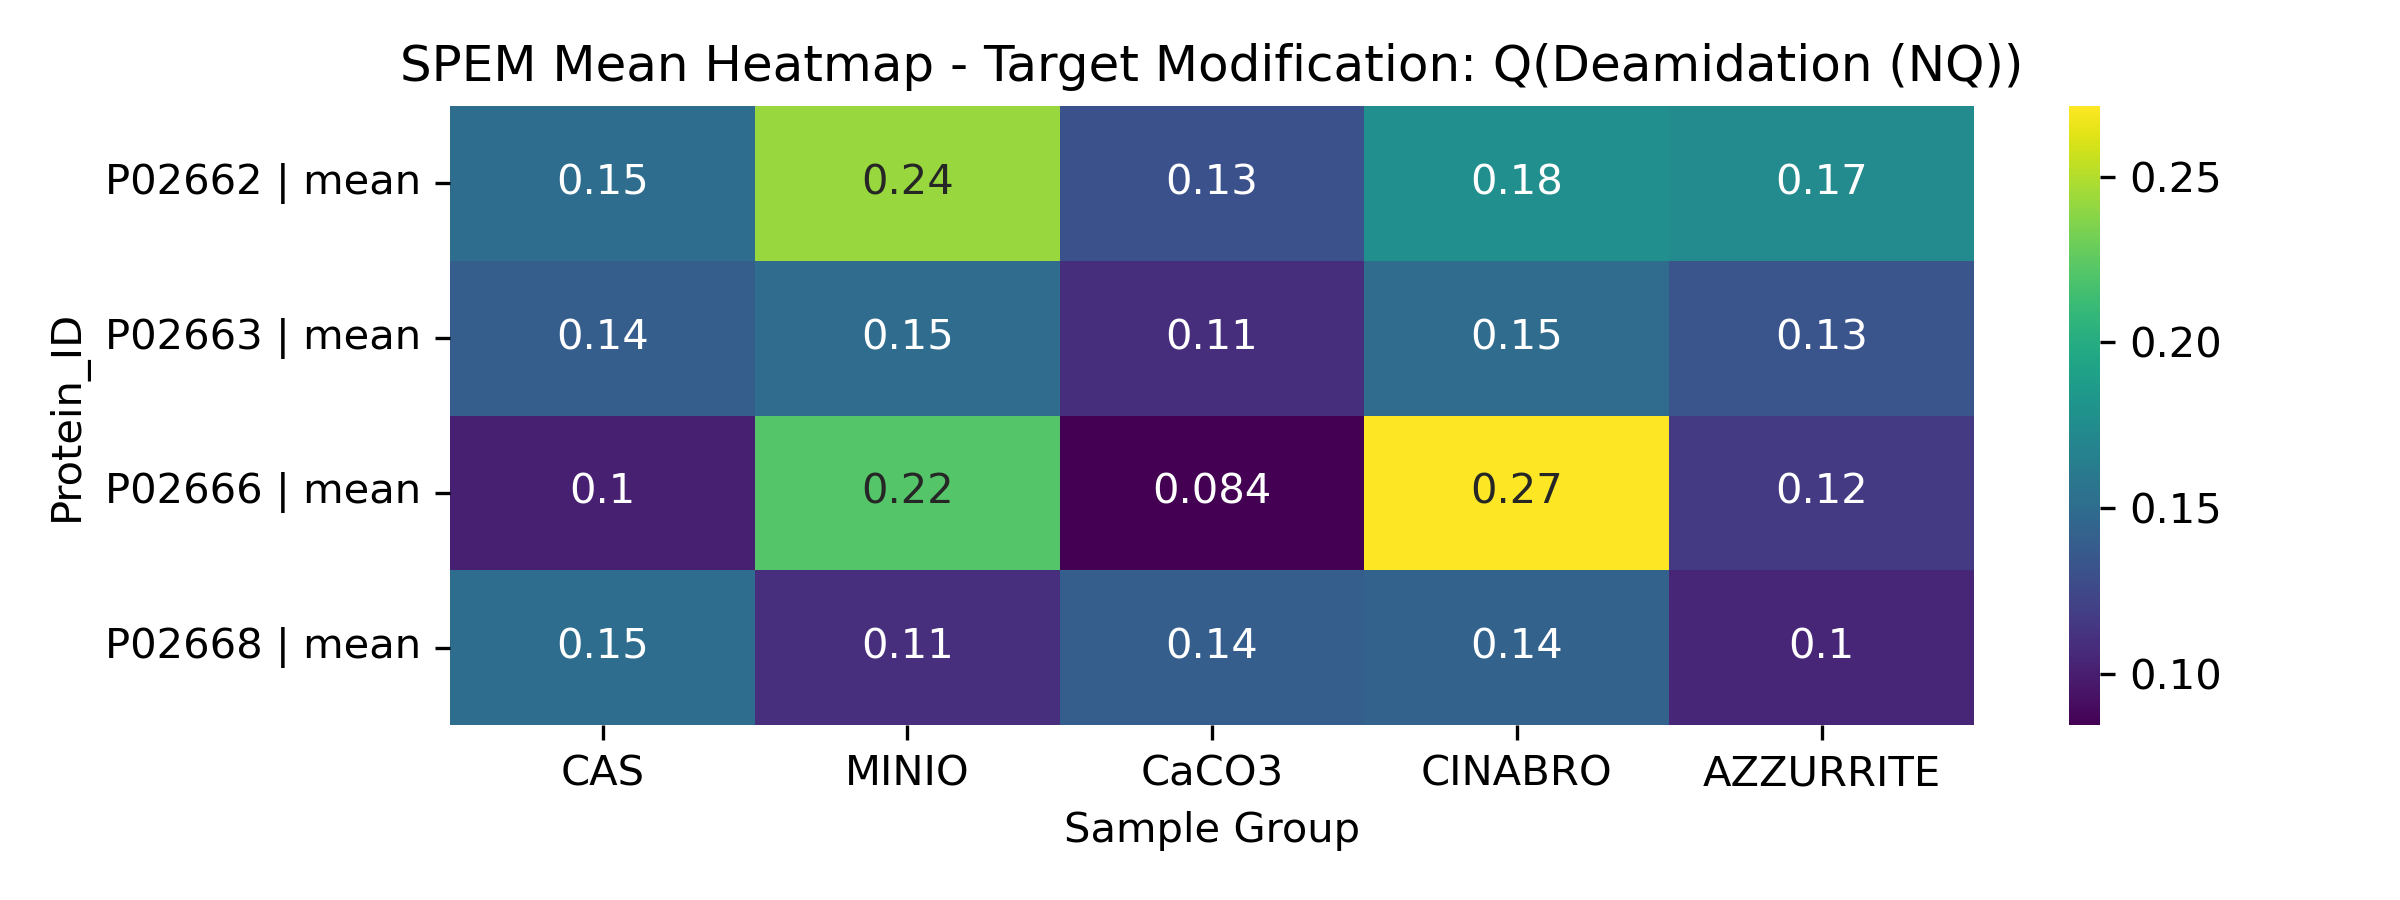 SPEM Mean Heatmap - Target Modification: Q(Deamidation (NQ))
Protein_ID
P02662 | mean 0.15 0.24 0.13 0.18 0.17
P02663 | mean 0.14 0.15 0.11 0.15 0.13
P02666 | mean 0.1 0.22 0.084 0.27 0.12
P02668 | mean 0.15 0.11 0.14 0.14 0.1
CAS MINIO CaCO3 CINABRO AZZURRITE
Sample Group
0.25
0.20
0.15
0.10